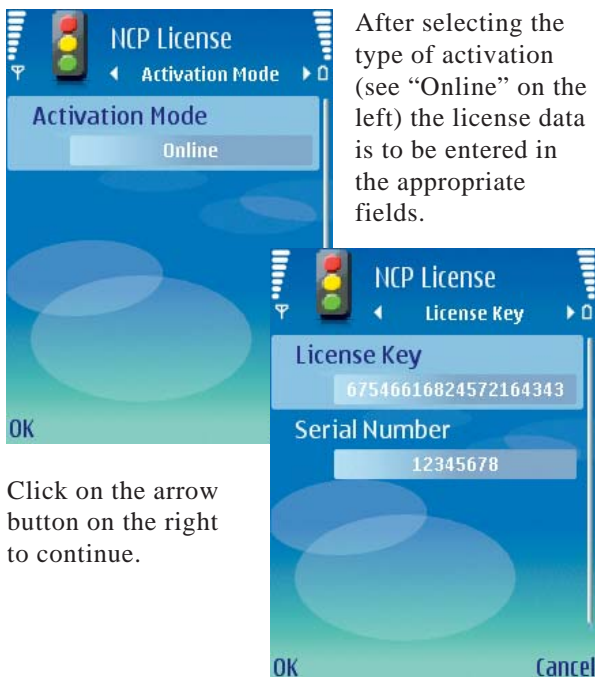 NCP License
Activation Mode
Activation Mode
Online
OK
After selecting the
type of activation
(see “Online” on the
left) the license data
is to be entered in
the appropriate
fields.
Click on the arrow
button on the right
to continue.
NCP License
License Key
License Key
67546616824572164343
Serial Number
12345678
OK
Cancel